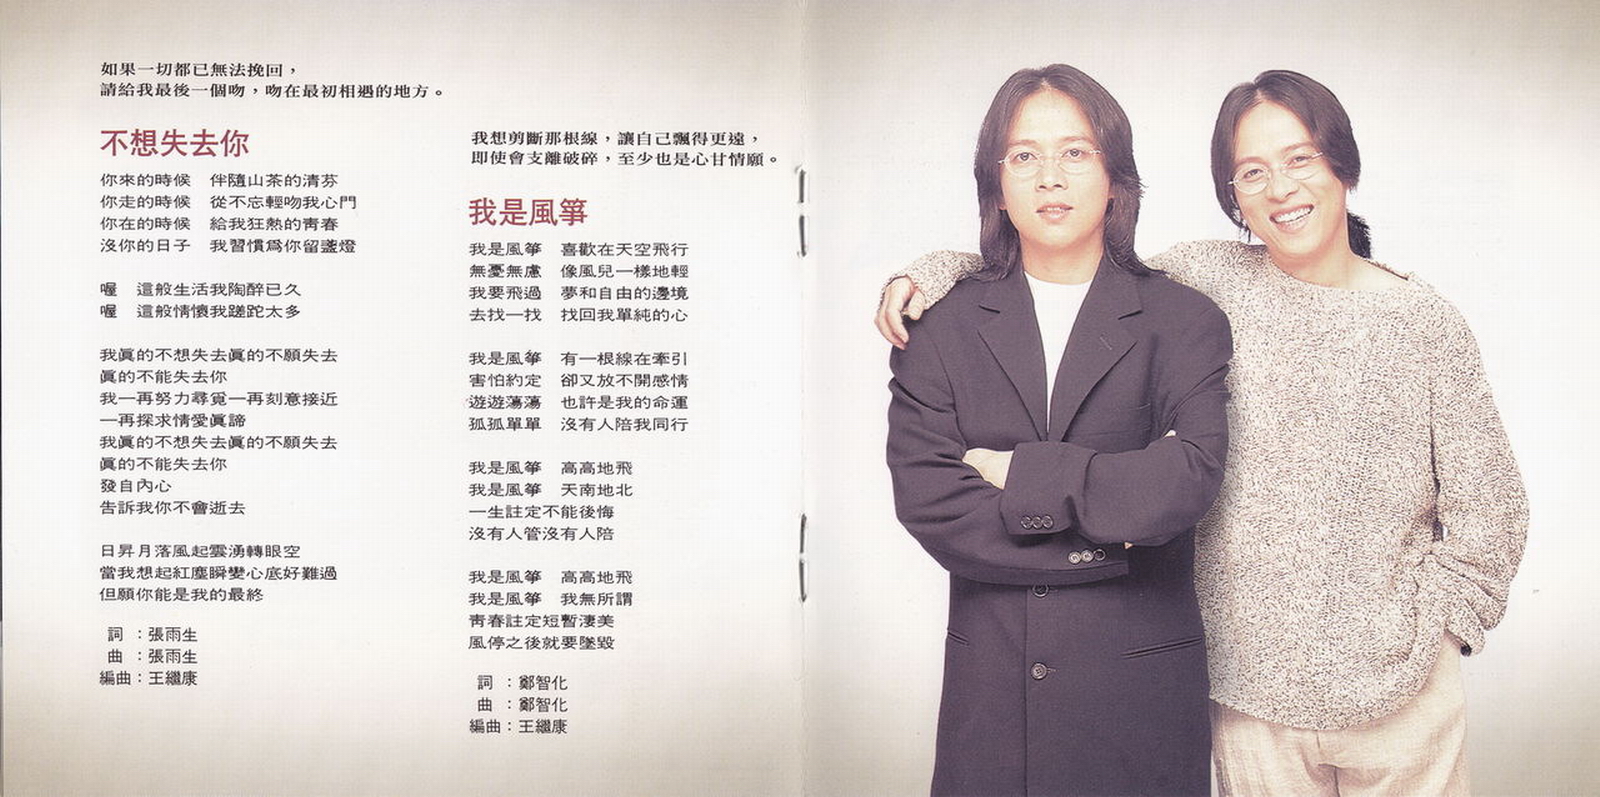 如果一切都已無法挽回，
請給我最後一個吻，吻在最初相遇的地方。
不想失去你
你來的時候　伴隨山茶的清芬
你走的時候　從不忘輕吻我心門
你在的時候　給我狂熱的靑春
沒你的日子　我習慣爲你留盞燈
喔　這般生活我陶醉已久
喔　這般情懷我蹉跎太多
我眞的不想失去眞的不願失去
眞的不能失去你
我一再努力尋覓一再刻意接近
一再探求情愛眞諦
我眞的不想失去眞的不願失去
眞的不能失去你
發自內心
告訴我你不會逝去
日昇月落風起雲湧轉眼空
當我想起紅塵瞬變心底好難過
但願你能是我的最終
詞：張雨生
曲：張雨生
編曲：王繼康
我想剪斷那根線，讓自己飄得更遠，
即使會支離破碎，至少也是心甘情願。
我是風箏
我是風箏　喜歡在天空飛行
無憂無慮　像風兒一樣地輕
我要飛過　夢和自由的邊境
去找一找　找回我單純的心
我是風箏　有一根線在牽引
害怕約定　卻又放不開感情
遊遊蕩蕩　也許是我的命運
孤孤單單　沒有人陪我同行
我是風箏　高高地飛
我是風箏　天南地北
一生註定不能後悔
沒有人管沒有人陪
我是風箏　高高地飛
我是風箏　我無所謂
靑春註定短暫淒美
風停之後就要墜毀
詞：鄭智化
曲：鄭智化
編曲：王繼康